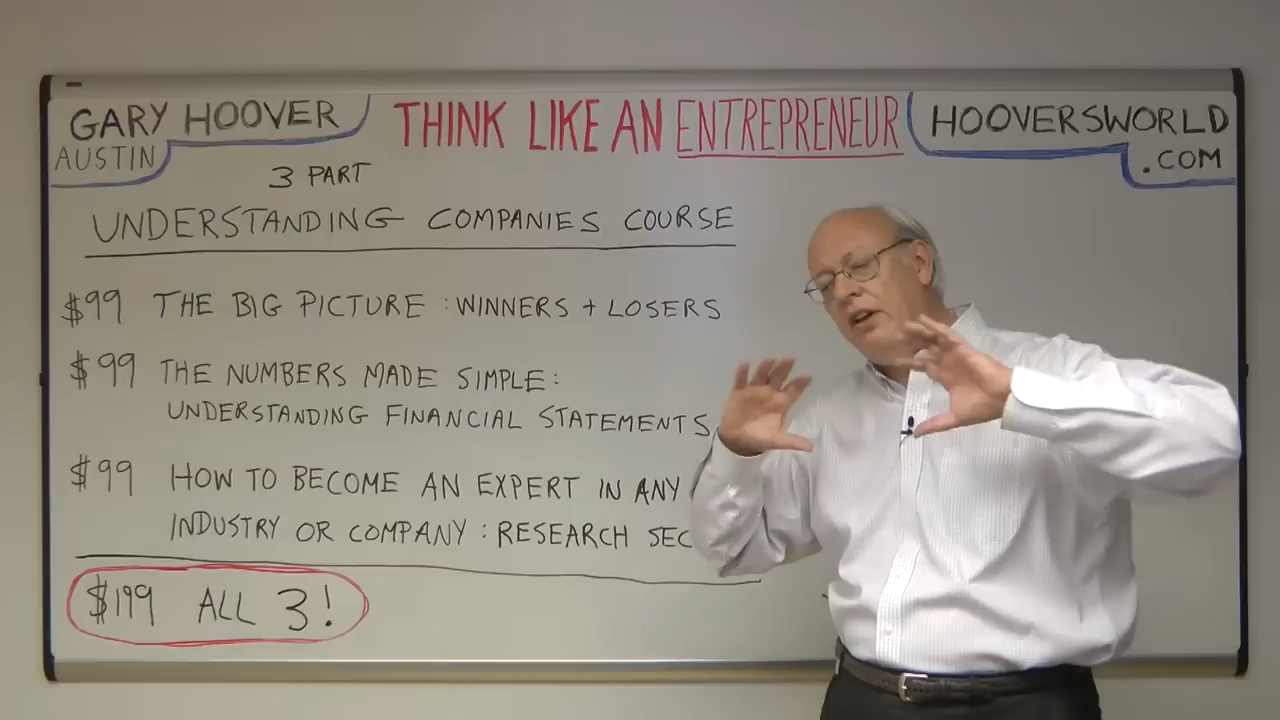 GARY HOOVER
AUSTIN
THINK LIKE AN ENTREPRENEUR
HOOVERSWORLD
.COM
3 PART
UNDERSTANDING COMPANIES COURSE
$99 THE BIG PICTURE : WINNERS + LOSERS
$99 THE NUMBERS MADE SIMPLE:
UNDERSTANDING FINANCIAL STATEMENTS
$99 HOW TO BECOME AN EXPERT IN ANY
INDUSTRY OR COMPANY : RESEARCH
$199 ALL 3!